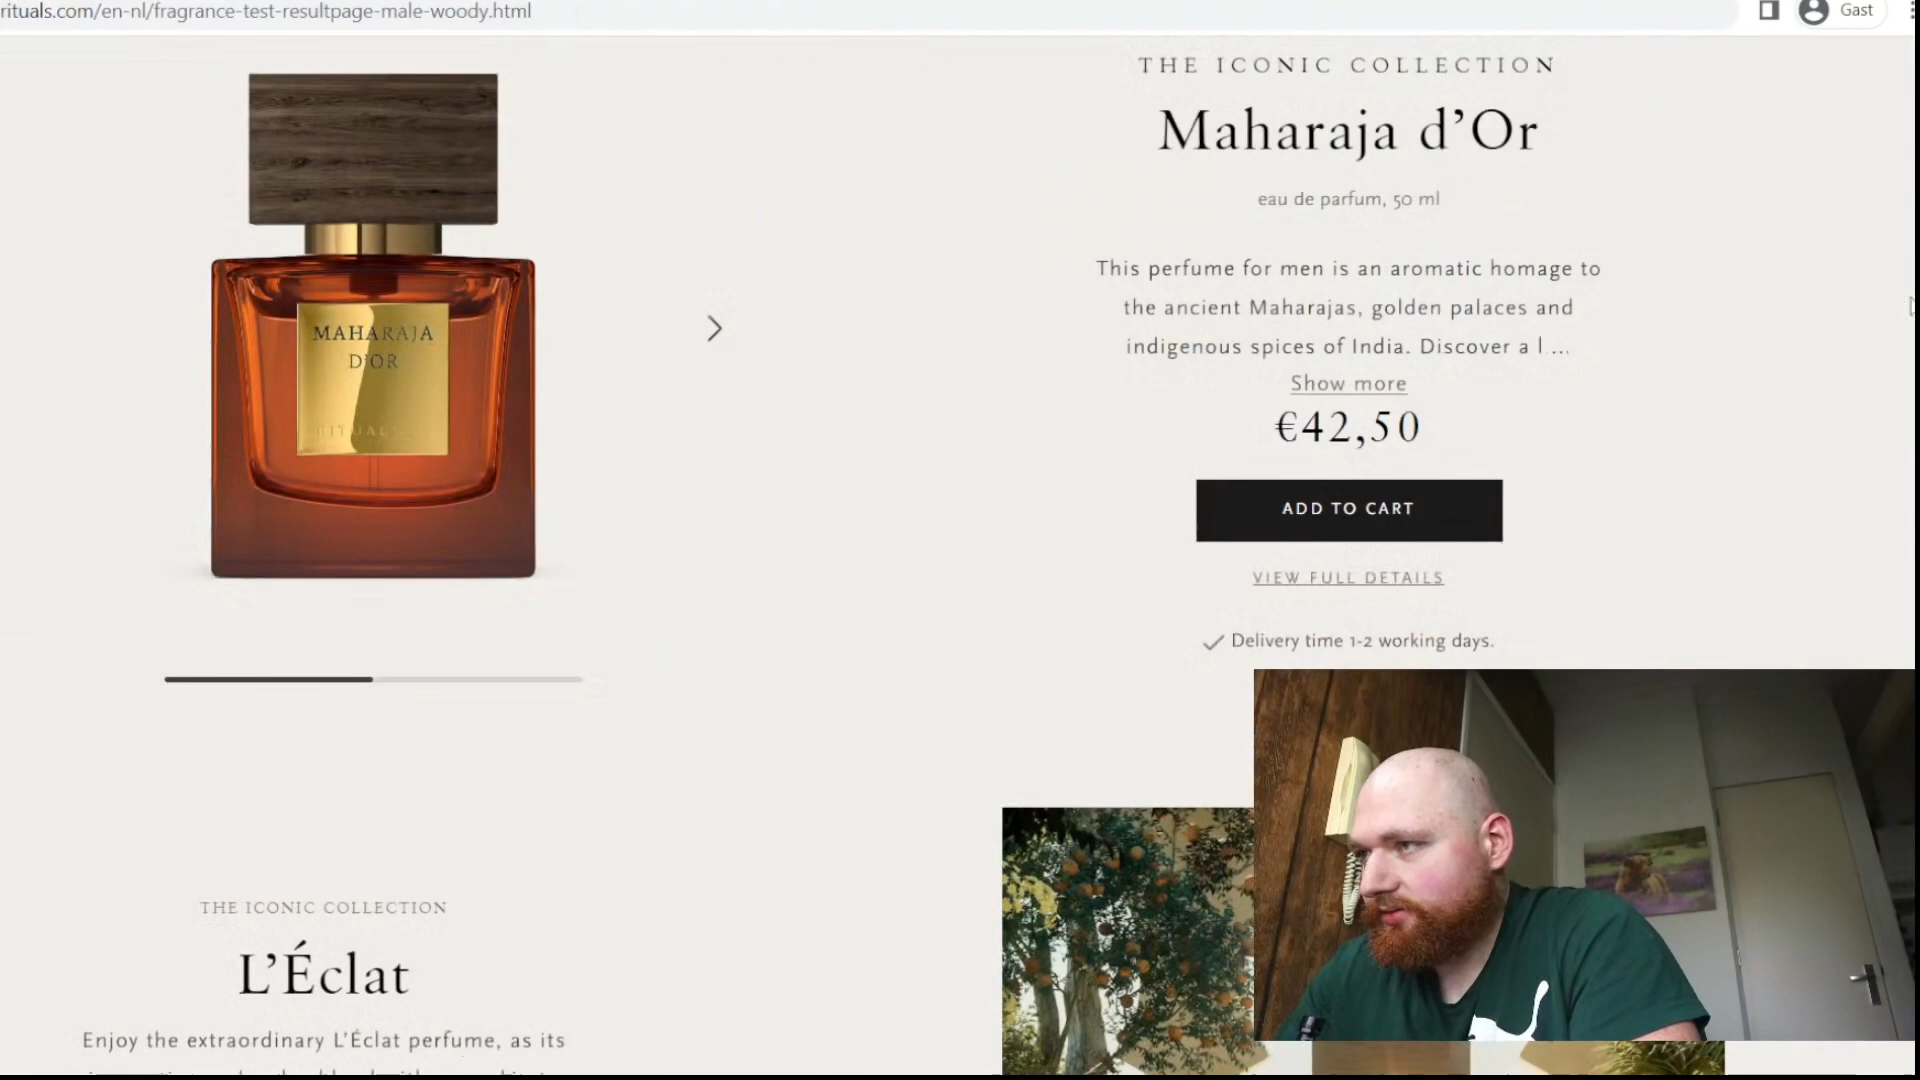 rituals.com/en-nl/fragrance-test-resultpage-male-woody.html
Gast
THE ICONIC COLLECTION
Maharaja d’Or
eau de parfum, 50 ml
This perfume for men is an aromatic homage to
the ancient Maharajas, golden palaces and
indigenous spices of India. Discover a l ...
Show more
€42,50
ADD TO CART
VIEW FULL DETAILS
Delivery time 1-2 working days.
MAHARAJA
D'OR
RITUALS
THE ICONIC COLLECTION
L’Éclat
Enjoy the extraordinary L’Éclat perfume, as its